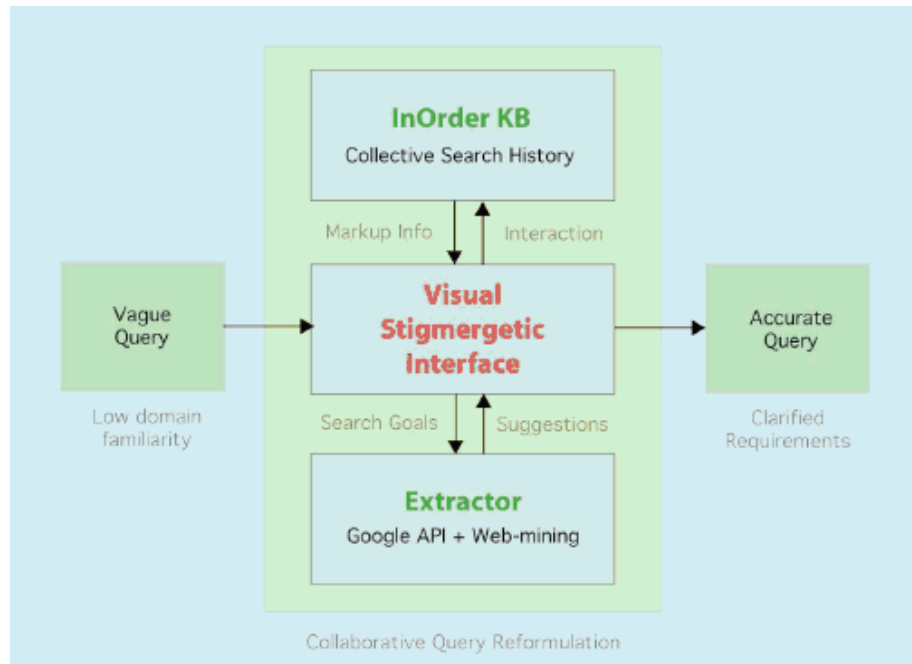 InOrder KB
Collective Search History
Markup Info
Interaction
Vague
Query
Visual
Stigmergetic
Interface
Accurate
Query
Low domain
familiarity
Search Goals
Suggestions
Clarified
Requirements
Extractor
Google API + Web-mining
Collaborative Query Reformulation